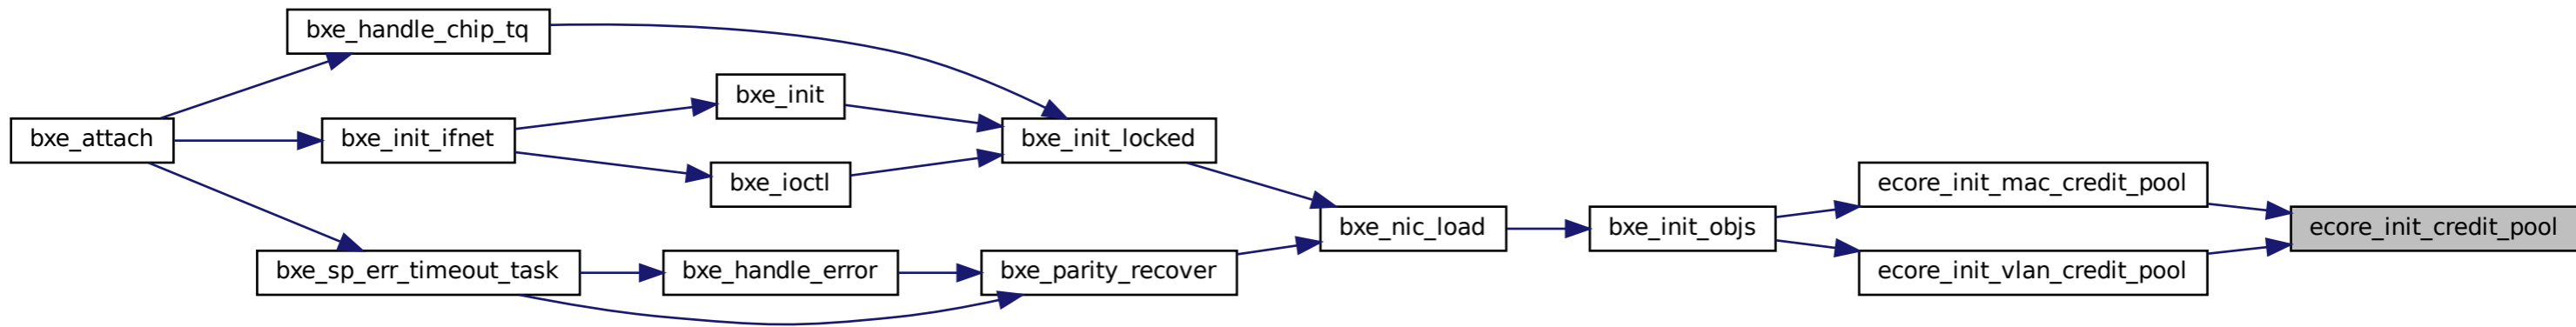 bxe_handle_chip_tq
bxe_init
bxe_attach
bxe_init_ifnet
bxe_init_locked
bxe_ioctl
ecore_init_mac_credit_pool
bxe_nic_load
bxe_init_objs
ecore_init_credit_pool
bxe_sp_err_timeout_task
bxe_handle_error
bxe_parity_recover
ecore_init_vlan_credit_pool